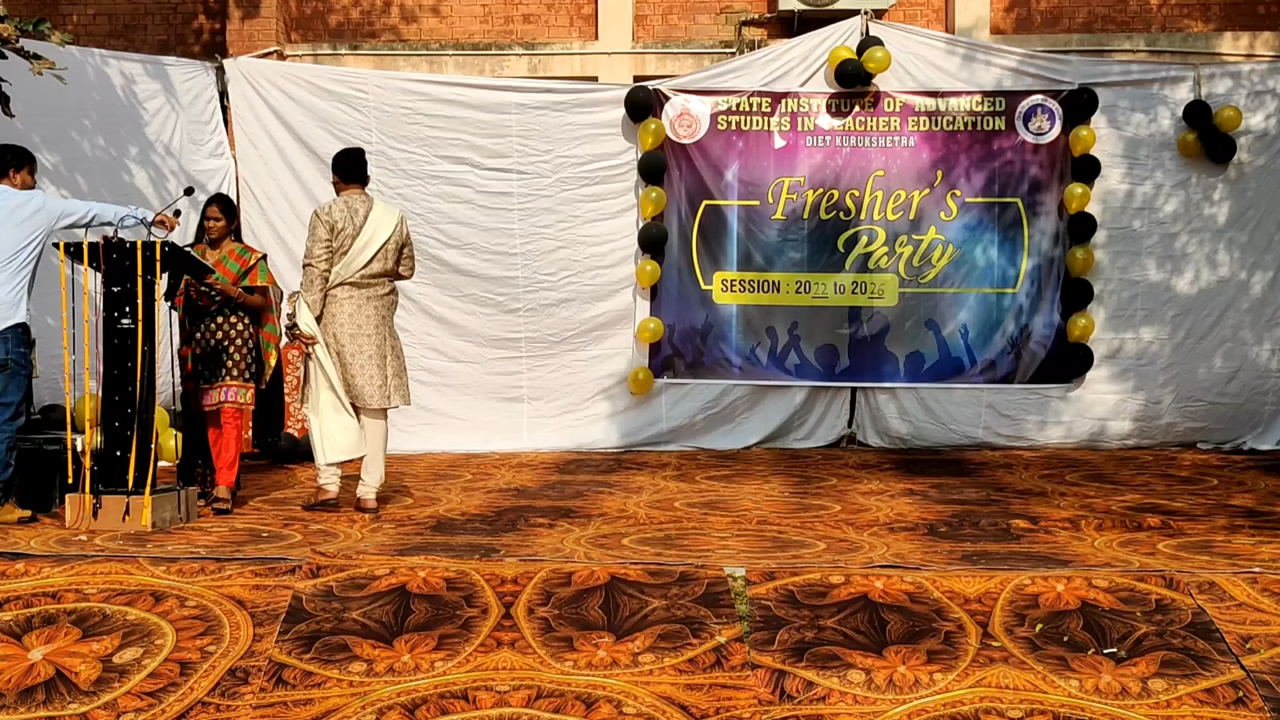 STATE INSTITUTE OF ADVANCED
STUDIES IN TEACHER EDUCATION
DIET KURUKSHETRA
Fresher's
Party
SESSION : 2022 to 2026